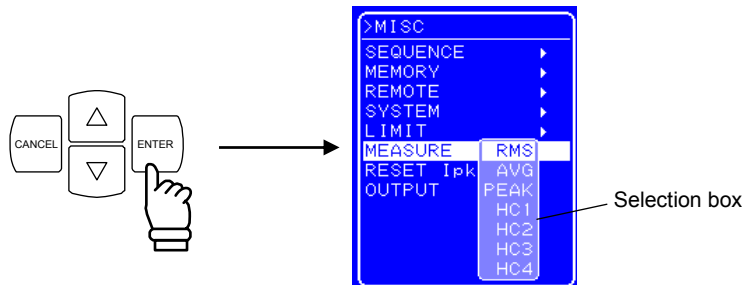 CANCEL
ENTER
>MISC
SEQUENCE
MEMORY
REMOTE
SYSTEM
LIMIT
MEASURE RMS
RESET Ipk AVG
OUTPUT PEAK
HC1
HC2
HC3
HC4
Selection box